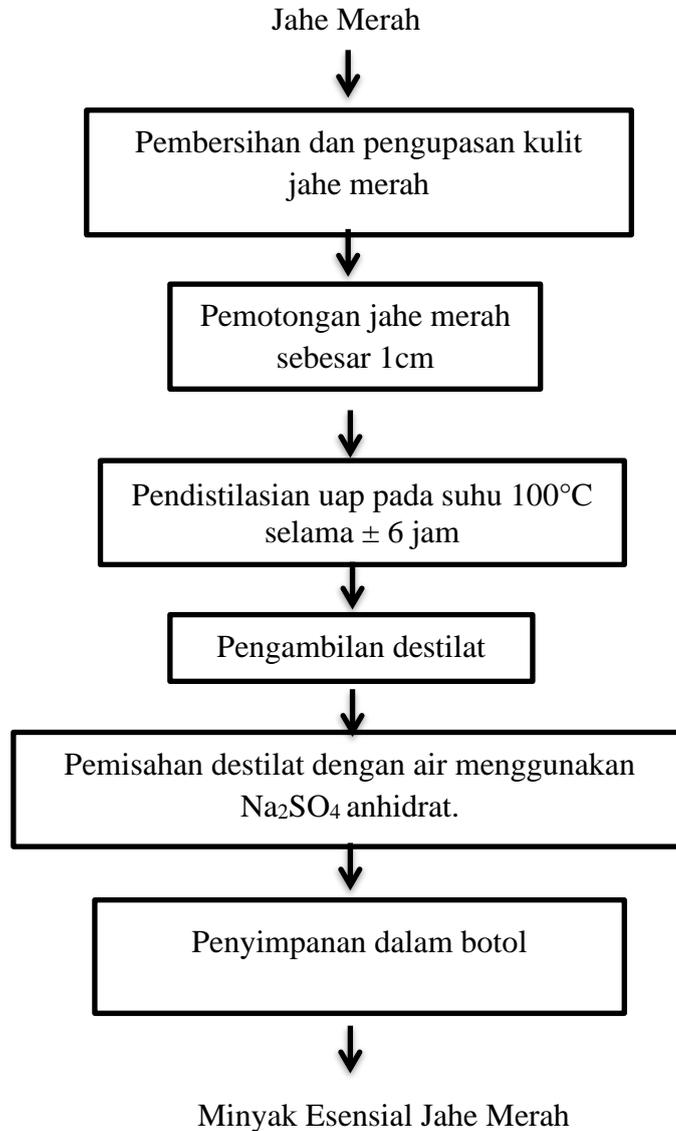 Jahe Merah
Pembersihan dan pengupasan kulit
jahe merah
Pemotongan jahe merah
sebesar 1cm
Pendistilasian uap pada suhu 100°C
selama ± 6 jam
Pengambilan destilat
Pemisahan destilat dengan air menggunakan
Na₂SO₄ anhidrat.
Penyimpanan dalam botol
Minyak Esensial Jahe Merah